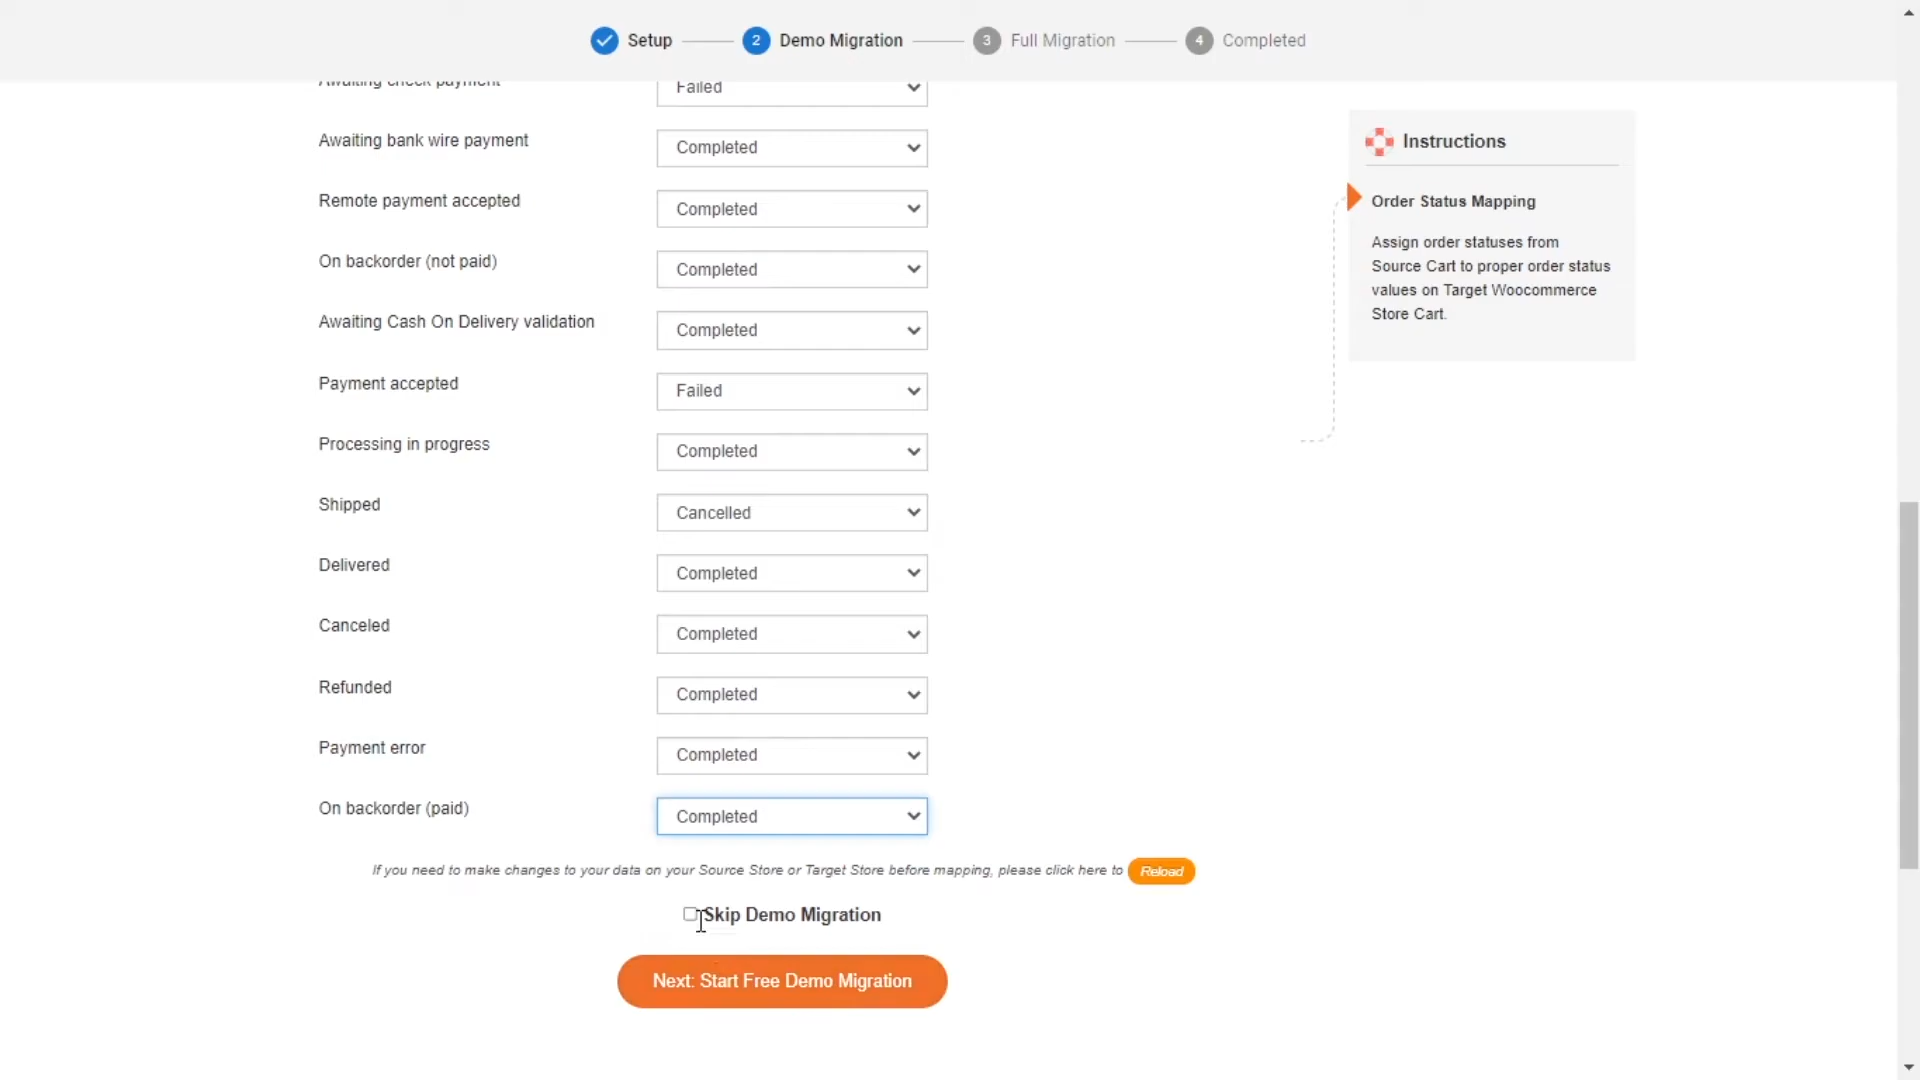 Setup
2 Demo Migration
3 Full Migration
4 Completed
Awaiting check payment Failed
Awaiting bank wire payment Completed
Remote payment accepted Completed
On backorder (not paid) Completed
Awaiting Cash On Delivery validation Completed
Payment accepted Failed
Processing in progress Completed
Shipped Cancelled
Delivered Completed
Canceled Completed
Refunded Completed
Payment error Completed
On backorder (paid) Completed
If you need to make changes to your data on your Source Store or Target Store before mapping, please click here to Reload
Skip Demo Migration
Next: Start Free Demo Migration
Instructions
Order Status Mapping
Assign order statuses from
Source Cart to proper order status
values on Target Woocommerce
Store Cart.